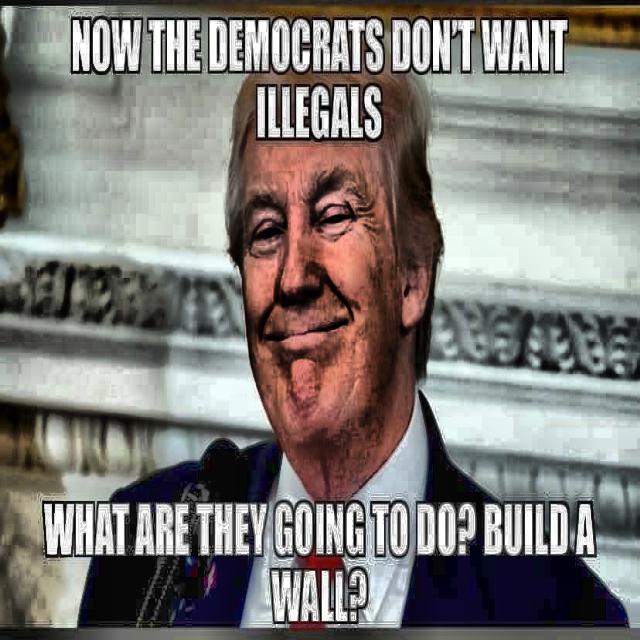 NOW THE DEMOCRATS DON'T WANT
ILLEGALS
WHAT ARE THEY GOING TO DO? BUILD A
WALL?